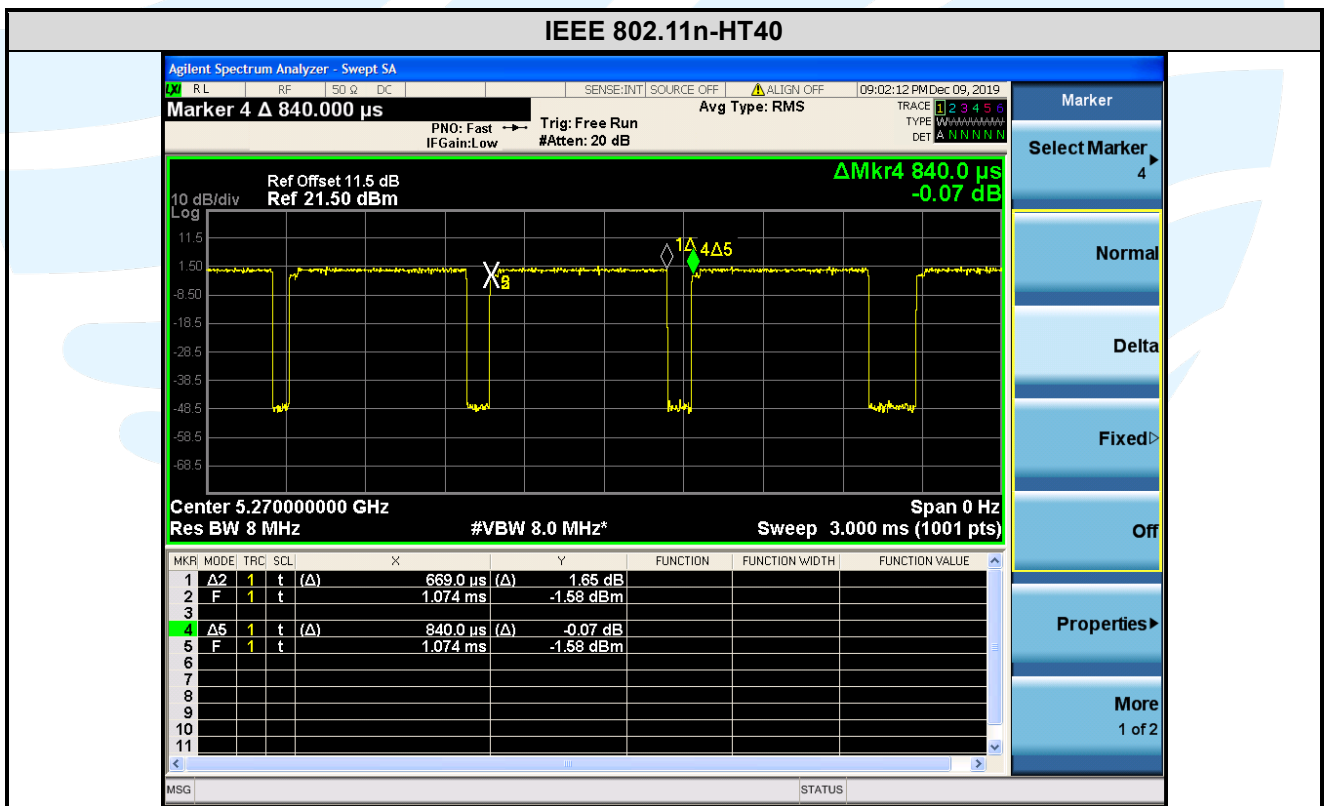 IEEE 802.11n-HT40
Agilent Spectrum Analyzer - Swept SA
LXI RL RF 50 Ω DC SENSE:INT SOURCE OFF ALIGN OFF 09:02:12 PM Dec 09, 2019
Marker 4 Δ 840.000 µs
PNO: Fast
IFGain:Low
Trig: Free Run
#Atten: 20 dB
Avg Type: RMS
TRACE 1 2 3 4 5 6
TYPE WWWWWW
DET A N N N N N
ΔMkr4 840.0 µs
-0.07 dB
Ref Offset 11.5 dB
10 dB/div Ref 21.50 dBm
Log
11.5
1.50
-8.50
-18.5
-28.5
-38.5
-48.5
-58.5
-68.5
1Δ 4Δ5
Center 5.270000000 GHz Span 0 Hz
Res BW 8 MHz #VBW 8.0 MHz* Sweep 3.000 ms (1001 pts)
MKR MODE TRC SCL X Y FUNCTION FUNCTION WIDTH FUNCTION VALUE
1 Δ2 1 t (Δ) 669.0 µs (Δ) 1.65 dB
2 F 1 t 1.074 ms -1.58 dBm
3
4 Δ5 1 t (Δ) 840.0 µs (Δ) -0.07 dB
5 F 1 t 1.074 ms -1.58 dBm
6
7
8
9
10
11
MSG STATUS
Marker
Select Marker
4
Normal
Delta
Fixed
Off
Properties
More
1 of 2